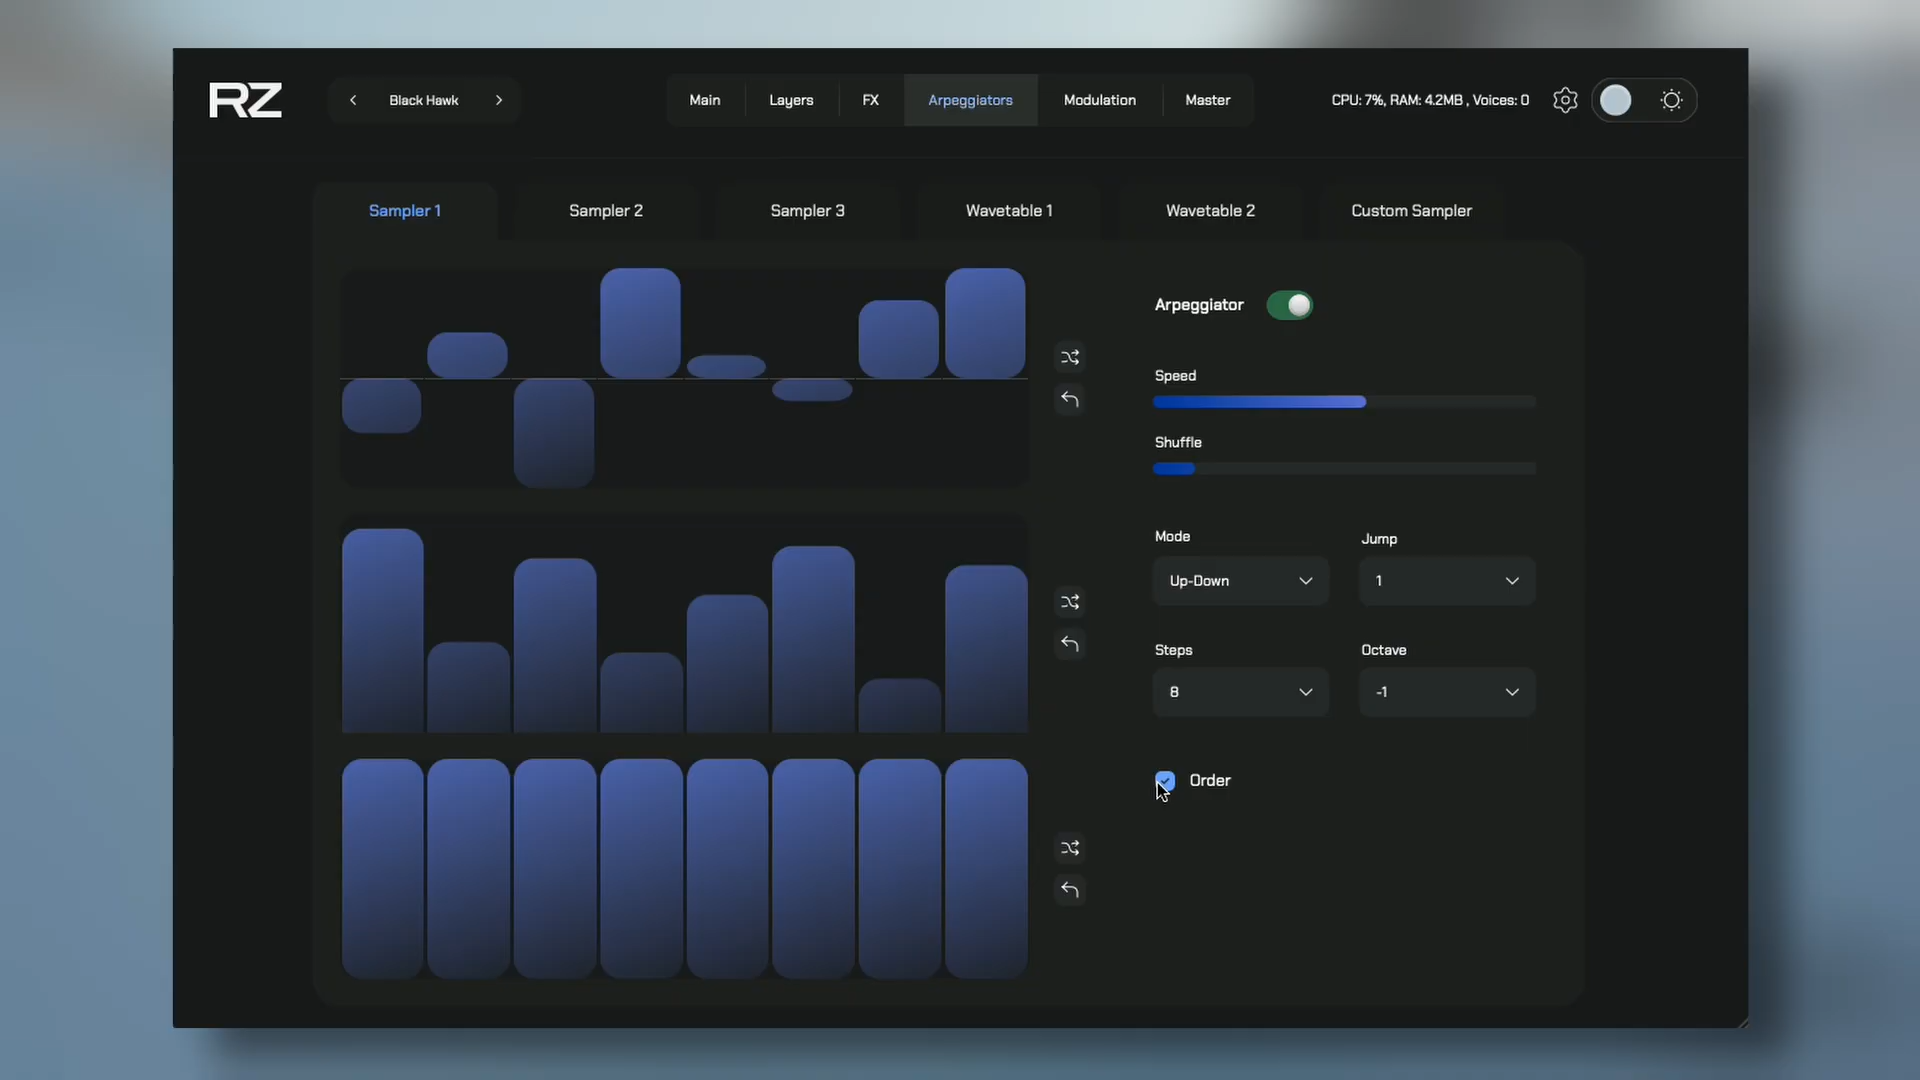 RZ
Black Hawk
Main
Layers
FX
Arpeggiators
Modulation
Master
CPU: 7%, RAM: 4.2MB , Voices: 0
Sampler 1
Sampler 2
Sampler 3
Wavetable 1
Wavetable 2
Custom Sampler
Arpeggiator
Speed
Shuffle
Mode
Jump
Up-Down
1
Steps
Octave
8
-1
Order